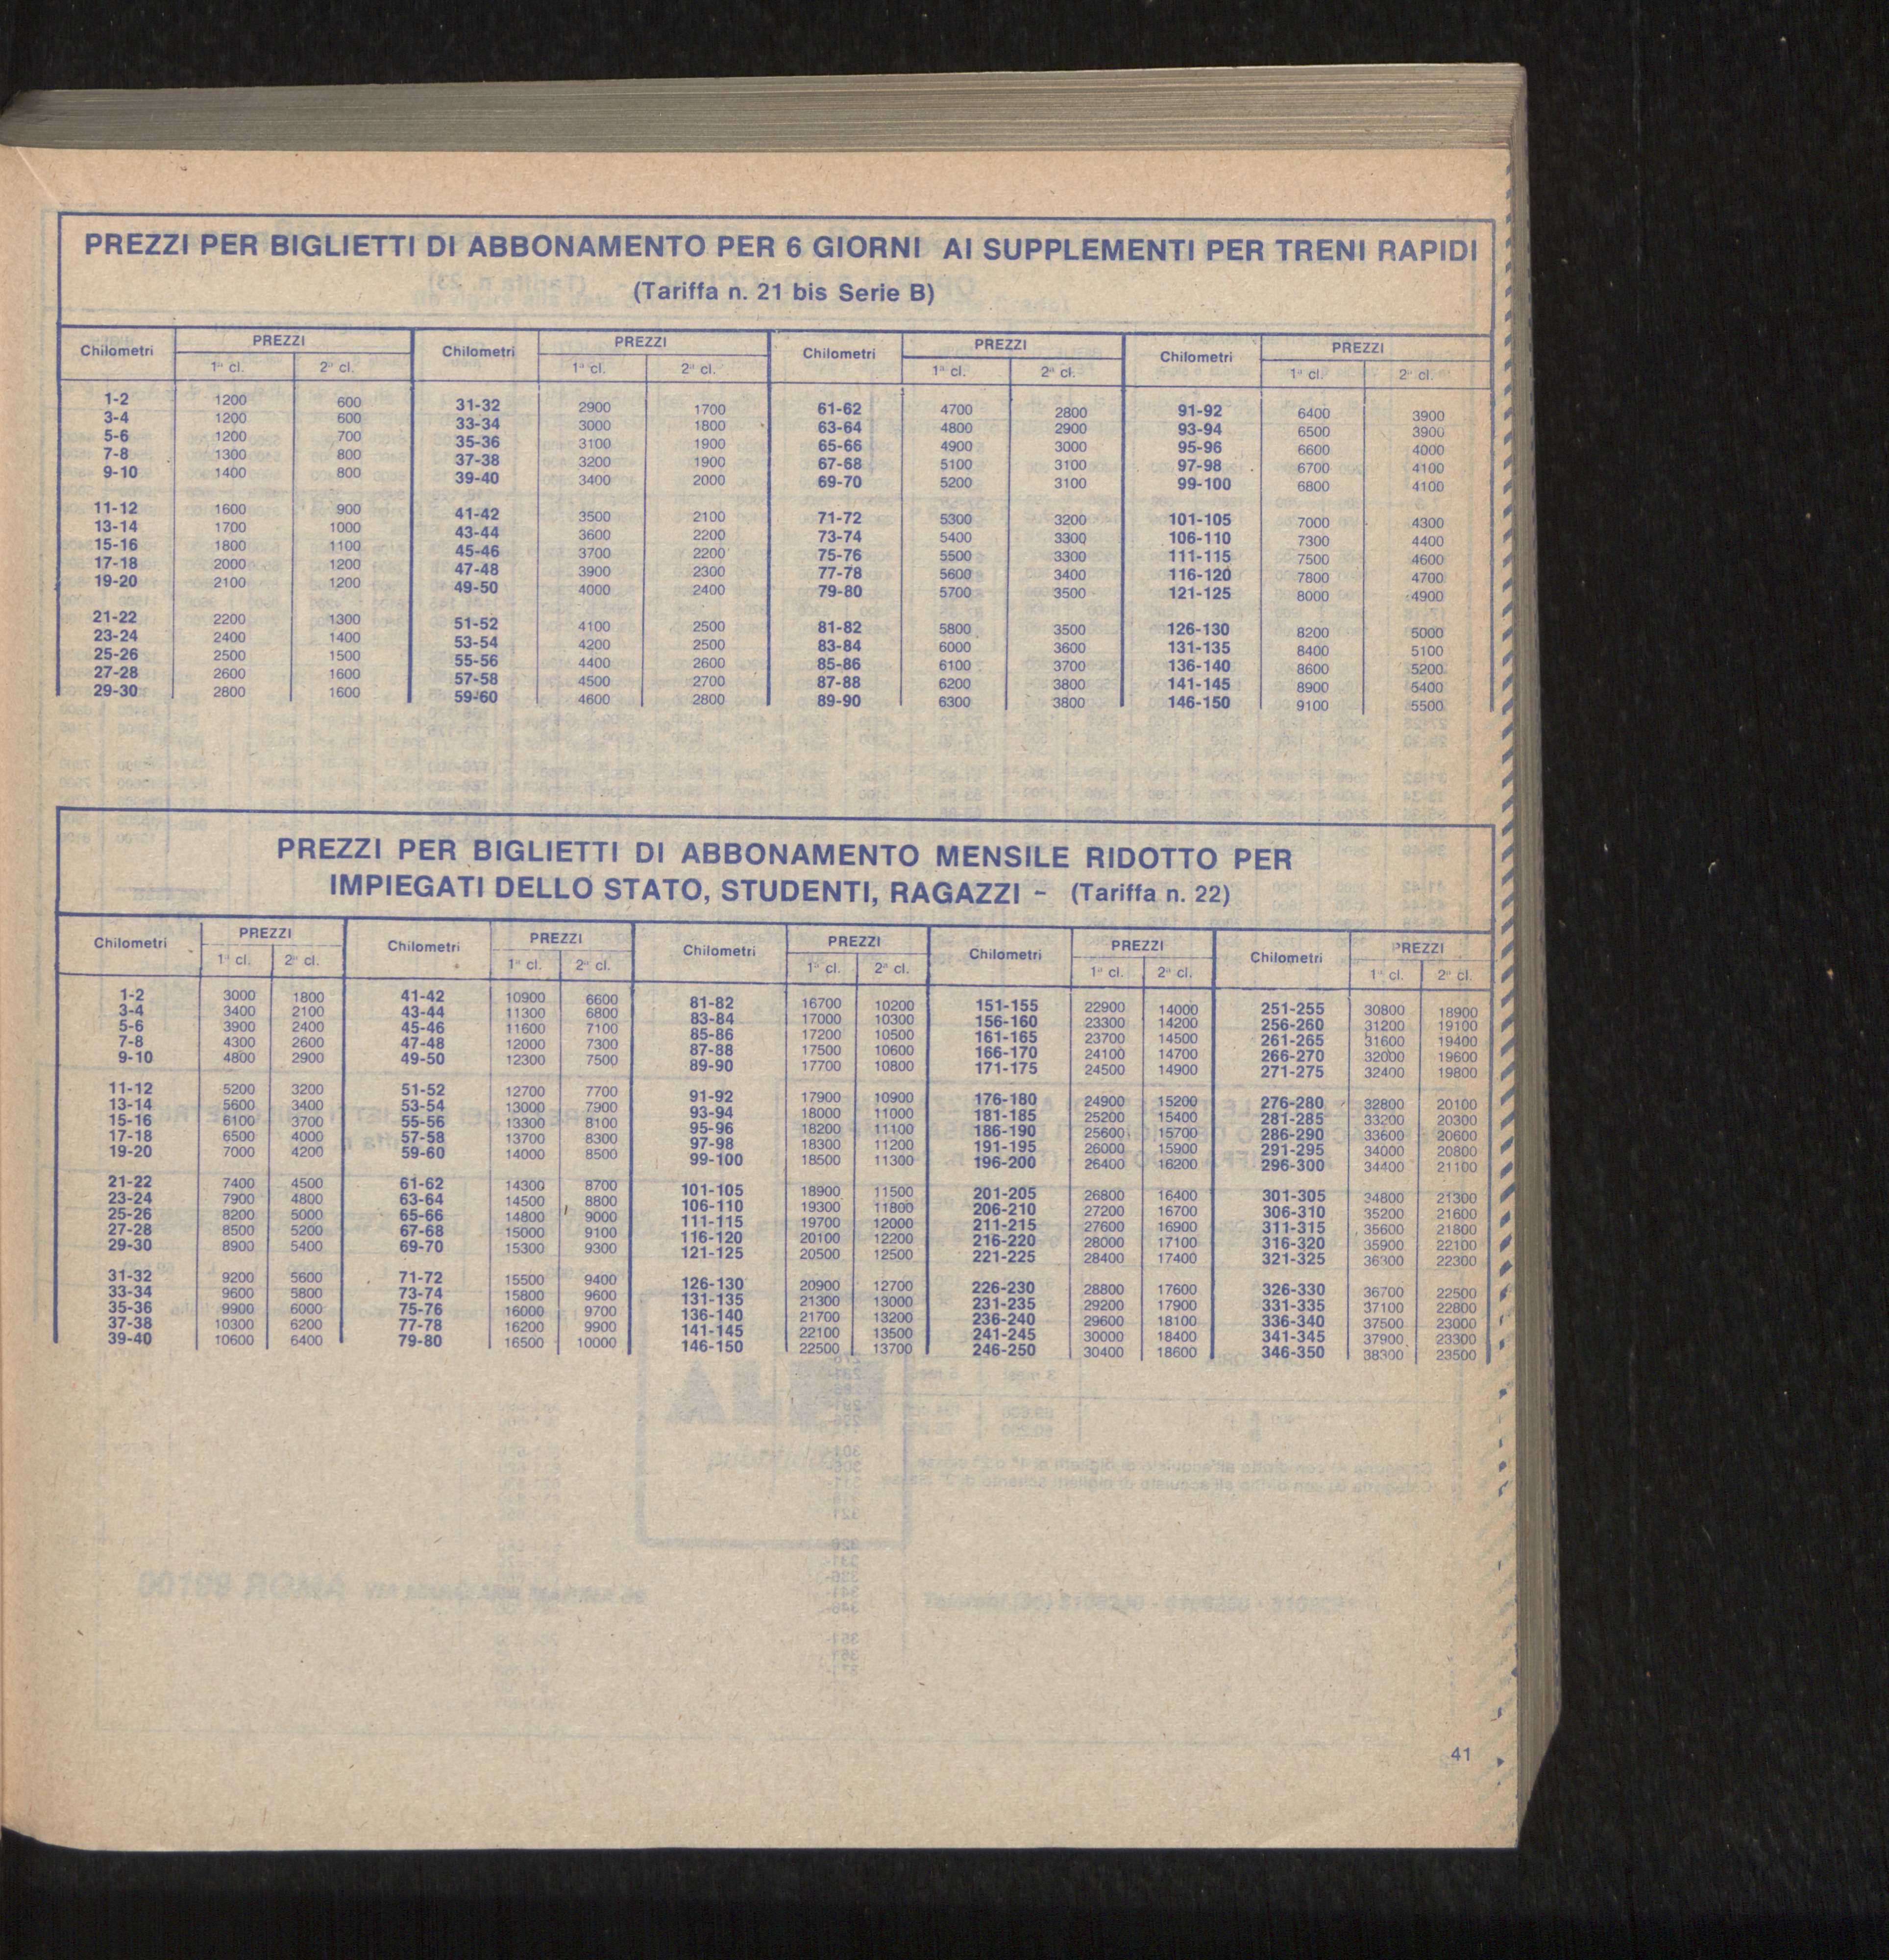 PREZZI PER BIGLIETTI DI ABBONAMENTO PER 6 GIORNI AI SUPPLEMENTI PER TRENI RAPIDI
(Tariffa n. 21 bis Serie B)
Chilometri PREZZI Chilometri PREZZI Chilometri PREZZI Chilometri PREZZI
1ª cl. 2ª cl. 1ª cl. 2ª cl. 1ª cl. 2ª cl. 1ª cl. 2ª cl.
1-2 1200 600 31-32 2900 1700 61-62 4700 2800 91-92 6400 3900
3-4 1200 600 33-34 3000 1800 63-64 4800 2900 93-94 6500 3900
5-6 1200 700 35-36 3100 1900 65-66 4900 3000 95-96 6600 4000
7-8 1300 800 37-38 3200 1900 67-68 5100 3100 97-98 6700 4100
9-10 1400 800 39-40 3400 2000 69-70 5200 3100 99-100 6800 4100
11-12 1600 900 41-42 3500 2100 71-72 5300 3200 101-105 7000 4300
13-14 1700 1000 43-44 3600 2200 73-74 5400 3300 106-110 7300 4400
15-16 1800 1100 45-46 3700 2200 75-76 5500 3300 111-115 7500 4600
17-18 2000 1200 47-48 3900 2300 77-78 5600 3400 116-120 7800 4700
19-20 2100 1200 49-50 4000 2400 79-80 5700 3500 121-125 8000 4900
21-22 2200 1300 51-52 4100 2500 81-82 5800 3500 126-130 8200 5000
23-24 2400 1400 53-54 4200 2500 83-84 6000 3600 131-135 8400 5100
25-26 2500 1500 55-56 4400 2600 85-86 6100 3700 136-140 8600 5200
27-28 2600 1600 57-58 4500 2700 87-88 6200 3800 141-145 8900 5400
29-30 2800 1600 59-60 4600 2800 89-90 6300 3800 146-150 9100 5500
PREZZI PER BIGLIETTI DI ABBONAMENTO MENSILE RIDOTTO PER
IMPIEGATI DELLO STATO, STUDENTI, RAGAZZI - (Tariffa n. 22)
Chilometri PREZZI Chilometri PREZZI Chilometri PREZZI Chilometri PREZZI Chilometri PREZZI
1ª cl. 2ª cl. 1ª cl. 2ª cl. 1ª cl. 2ª cl. 1ª cl. 2ª cl. 1ª cl. 2ª cl.
1-2 3000 1800 41-42 10900 6600 81-82 16700 10200 151-155 22900 14000 251-255 30800 18900
3-4 3400 2100 43-44 11300 6800 83-84 17000 10300 156-160 23300 14200 256-260 31200 19100
5-6 3900 2400 45-46 11600 7100 85-86 17200 10500 161-165 23700 14500 261-265 31600 19400
7-8 4300 2600 47-48 12000 7300 87-88 17500 10600 166-170 24100 14700 266-270 32000 19600
9-10 4800 2900 49-50 12300 7500 89-90 17700 10800 171-175 24500 14900 271-275 32400 19800
11-12 5200 3200 51-52 12700 7700 91-92 17900 10900 176-180 24900 15200 276-280 32800 20100
13-14 5600 3400 53-54 13000 7900 93-94 18000 11000 181-185 25200 15400 281-285 33200 20300
15-16 6100 3700 55-56 13300 8100 95-96 18200 11100 186-190 25600 15700 286-290 33600 20600
17-18 6500 4000 57-58 13700 8300 97-98 18300 11200 191-195 26000 15900 291-295 34000 20800
19-20 7000 4200 59-60 14000 8500 99-100 18500 11300 196-200 26400 16200 296-300 34400 21100
21-22 7400 4500 61-62 14300 8700 101-105 18900 11500 201-205 26800 16400 301-305 34800 21300
23-24 7900 4800 63-64 14500 8800 106-110 19300 11800 206-210 27200 16700 306-310 35200 21600
25-26 8200 5000 65-66 14800 9000 111-115 19700 12000 211-215 27600 16900 311-315 35600 21800
27-28 8500 5200 67-68 15000 9100 116-120 20100 12200 216-220 28000 17100 316-320 35900 22100
29-30 8900 5400 69-70 15300 9300 121-125 20500 12500 221-225 28400 17400 321-325 36300 22300
31-32 9200 5600 71-72 15500 9400 126-130 20900 12700 226-230 28800 17600 326-330 36700 22500
33-34 9600 5800 73-74 15800 9600 131-135 21300 13000 231-235 29200 17900 331-335 37100 22800
35-36 9900 6000 75-76 16000 9700 136-140 21700 13200 236-240 29600 18100 336-340 37500 23000
37-38 10300 6200 77-78 16200 9900 141-145 22100 13500 241-245 30000 18400 341-345 37900 23300
39-40 10600 6400 79-80 16500 10000 146-150 22500 13700 246-250 30400 18600 346-350 38300 23500
41